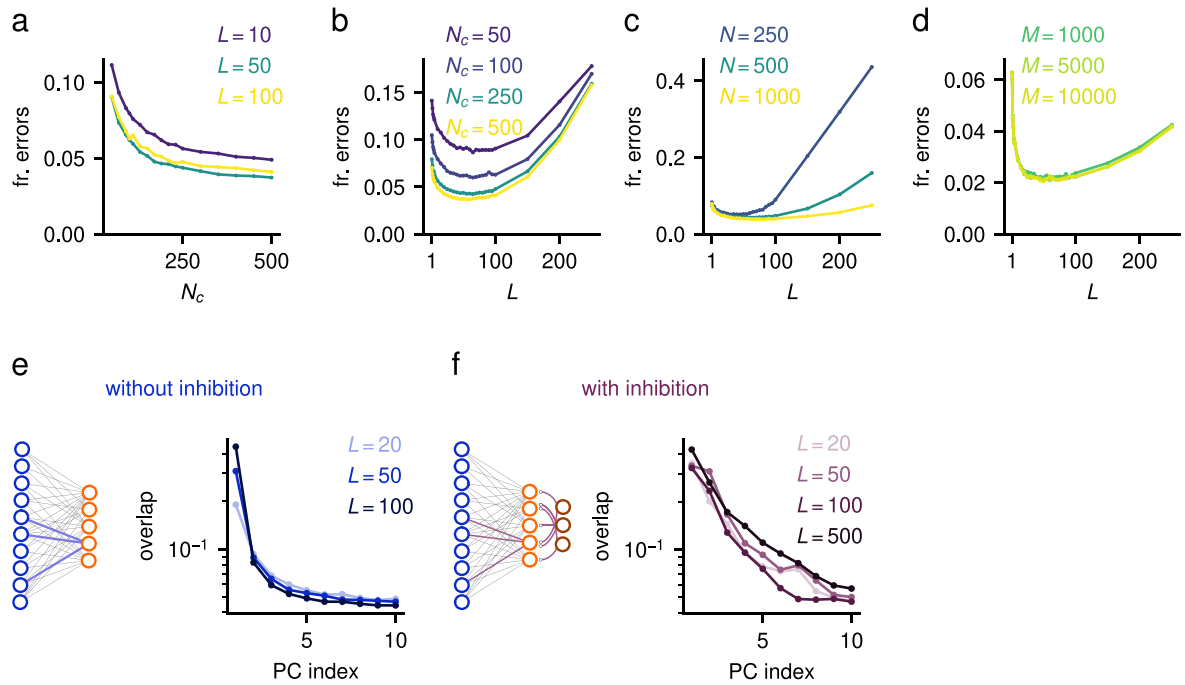 a
L = 10
L = 50
L = 100
fr. errors
0.10
0.05
0.00
250
500
N_c
b
N_c = 50
N_c = 100
N_c = 250
N_c = 500
fr. errors
0.15
0.10
0.05
0.00
1
100
200
L
c
N = 250
N = 500
N = 1000
fr. errors
0.4
0.2
0.0
1
100
200
L
d
M = 1000
M = 5000
M = 10000
fr. errors
0.06
0.04
0.02
0.00
1
100
200
L
e
without inhibition
L = 20
L = 50
L = 100
overlap
10⁻¹
5
10
PC index
f
with inhibition
L = 20
L = 50
L = 100
L = 500
overlap
10⁻¹
5
10
PC index